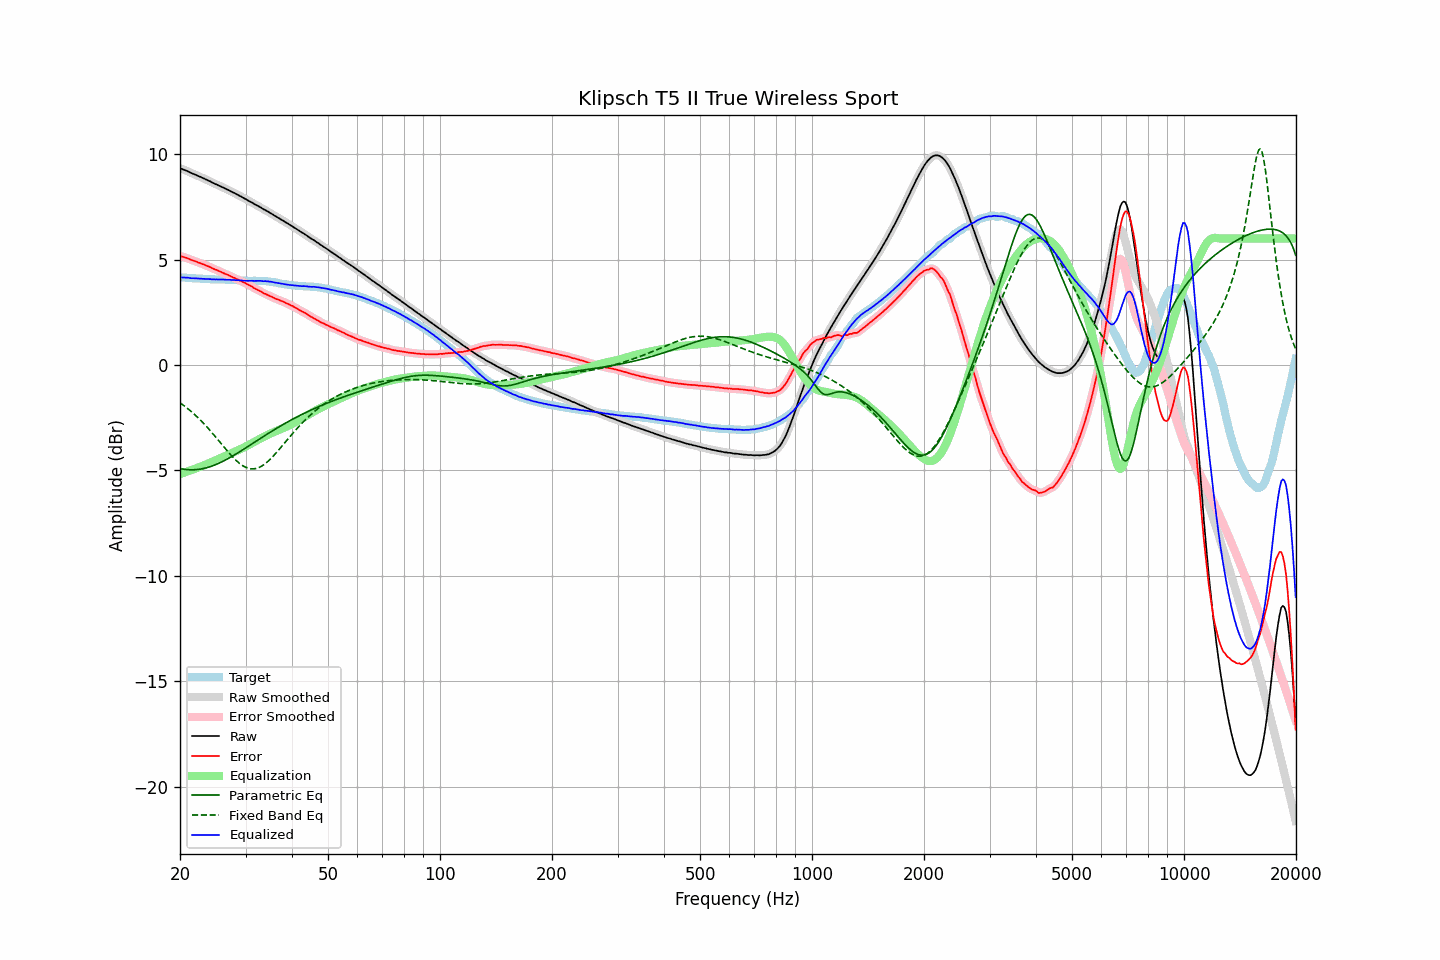 Klipsch T5 II True Wireless Sport
Amplitude (dBr)
10
5
0
−5
−10
−15
−20
Target
Raw Smoothed
Error Smoothed
Raw
Error
Equalization
Parametric Eq
Fixed Band Eq
Equalized
20 50 100 200 500 1000 2000 5000 10000 20000
Frequency (Hz)